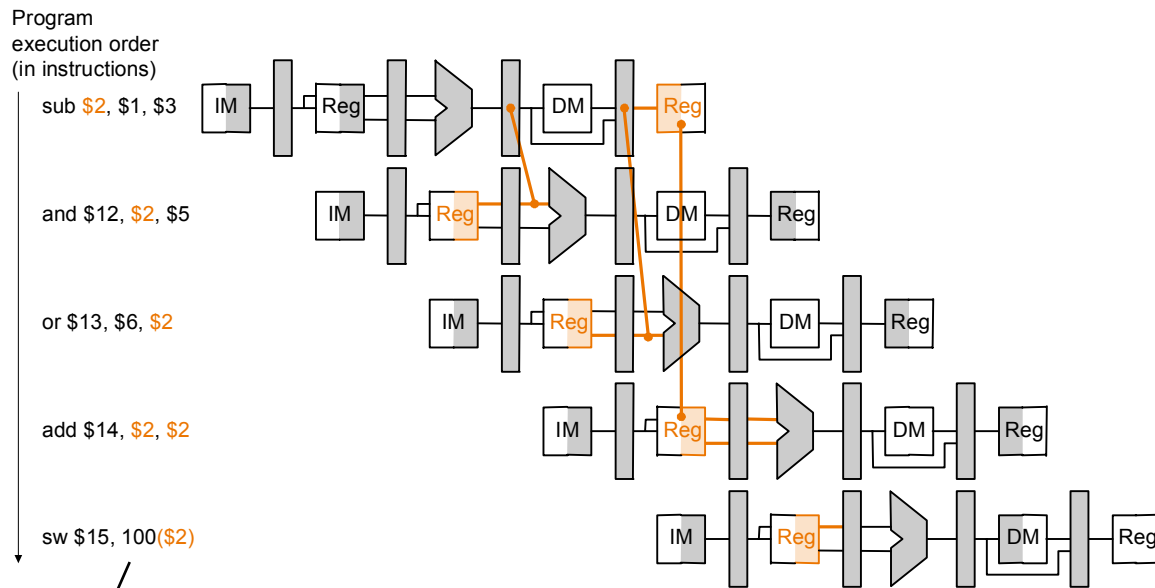 Program
execution order
(in instructions)
sub $2, $1, $3
IM
Reg
DM
Reg
and $12, $2, $5
IM
Reg
DM
Reg
or $13, $6, $2
IM
Reg
DM
Reg
add $14, $2, $2
IM
Reg
DM
Reg
sw $15, 100($2)
IM
Reg
DM
Reg